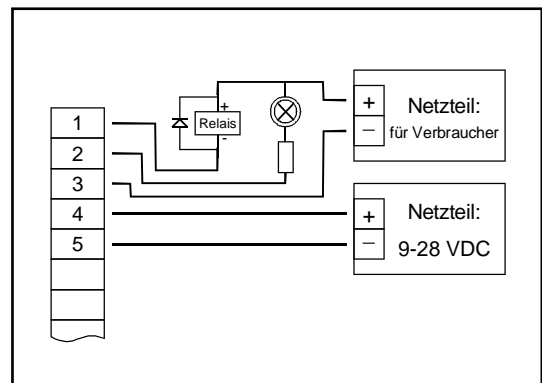 1
2
3
4
5
+
Relais
-
+
−
Netzteil:
für Verbraucher
+
−
Netzteil:
9-28 VDC